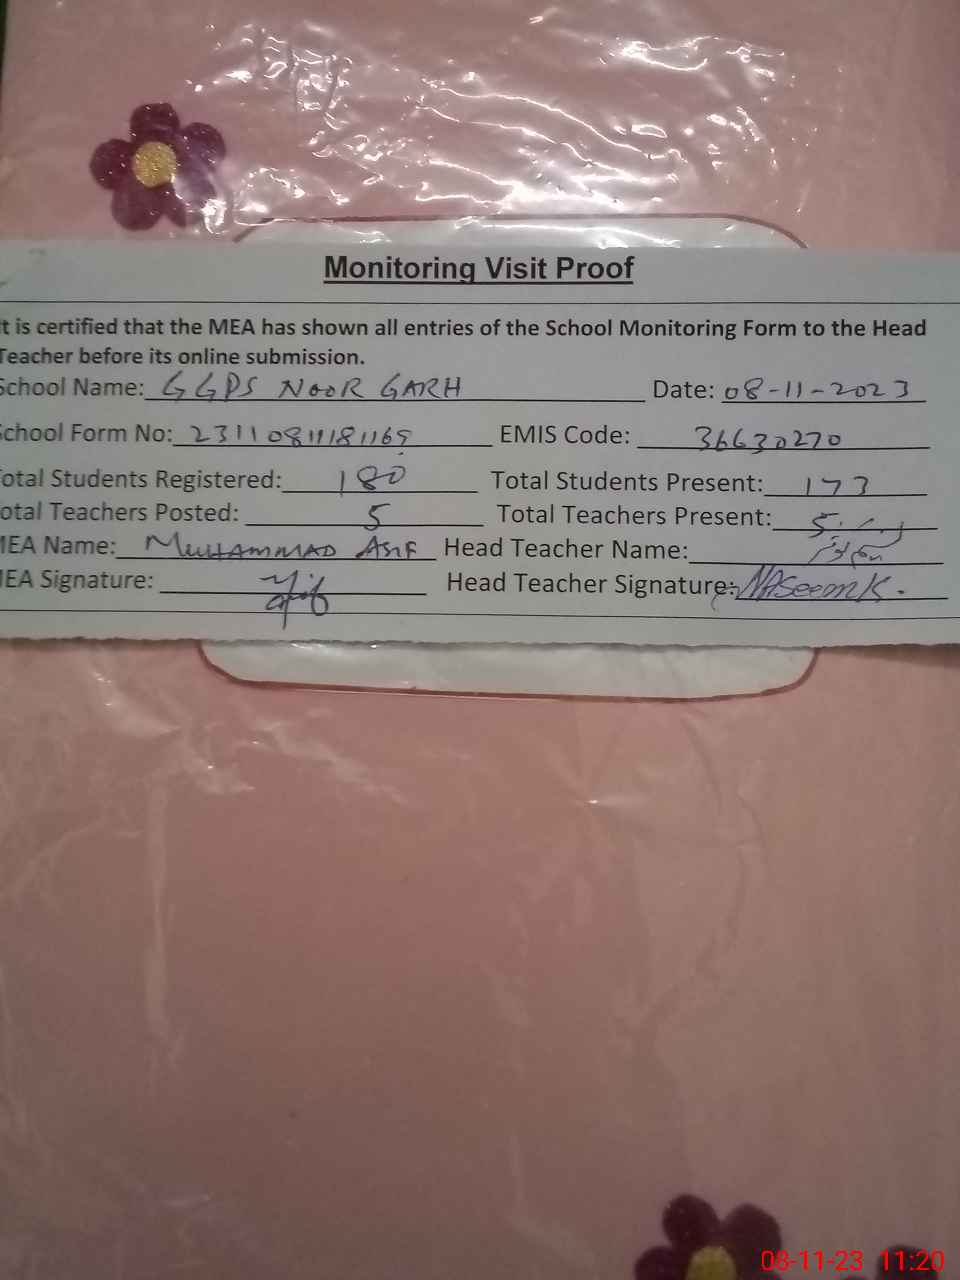 Monitoring Visit Proof
t is certified that the MEA has shown all entries of the School Monitoring Form to the Head
Teacher before its online submission.
School Name: GGPS NOOR GARH Date: 08-11-2023
School Form No: 23110811181169 EMIS Code: 36630270
otal Students Registered: 180 Total Students Present: 173
otal Teachers Posted: 5 Total Teachers Present: 5
MEA Name: MUHAMMAD ASIF Head Teacher Name:
MEA Signature: Head Teacher Signature: NASeemK.
08-11-23 11:20